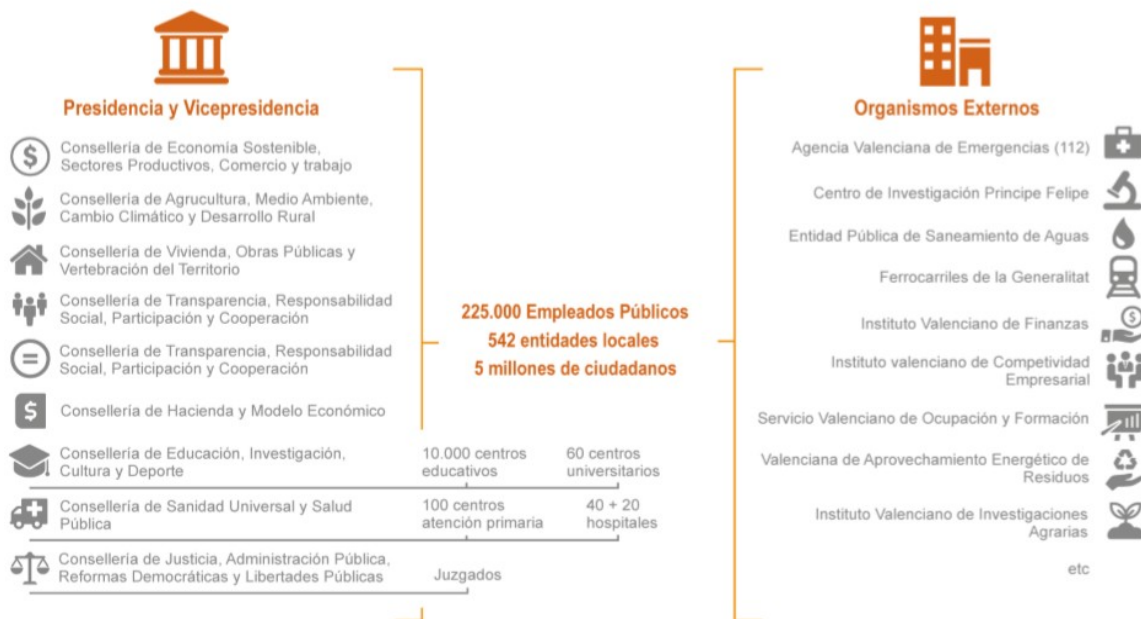 Presidencia y Vicepresidencia
Consellería de Economía Sostenible,
Sectores Productivos, Comercio y trabajo
Consellería de Agrucultura, Medio Ambiente,
Cambio Climático y Desarrollo Rural
Consellería de Vivienda, Obras Públicas y
Vertebración del Territorio
Consellería de Transparencia, Responsabilidad
Social, Participación y Cooperación
Consellería de Transparencia, Responsabilidad
Social, Participación y Cooperación
Consellería de Hacienda y Modelo Económico
Consellería de Educación, Investigación,
Cultura y Deporte
10.000 centros
educativos
60 centros
universitarios
Consellería de Sanidad Universal y Salud
Pública
100 centros
atención primaria
40 + 20
hospitales
Consellería de Justicia, Administración Pública,
Reformas Democráticas y Libertades Públicas
Juzgados
225.000 Empleados Públicos
542 entidades locales
5 millones de ciudadanos
Organismos Externos
Agencia Valenciana de Emergencias (112)
Centro de Investigación Principe Felipe
Entidad Pública de Saneamiento de Aguas
Ferrocarriles de la Generalitat
Instituto Valenciano de Finanzas
Instituto valenciano de Competividad
Empresarial
Servicio Valenciano de Ocupación y Formación
Valenciana de Aprovechamiento Energético de
Residuos
Instituto Valenciano de Investigaciones
Agrarias
etc